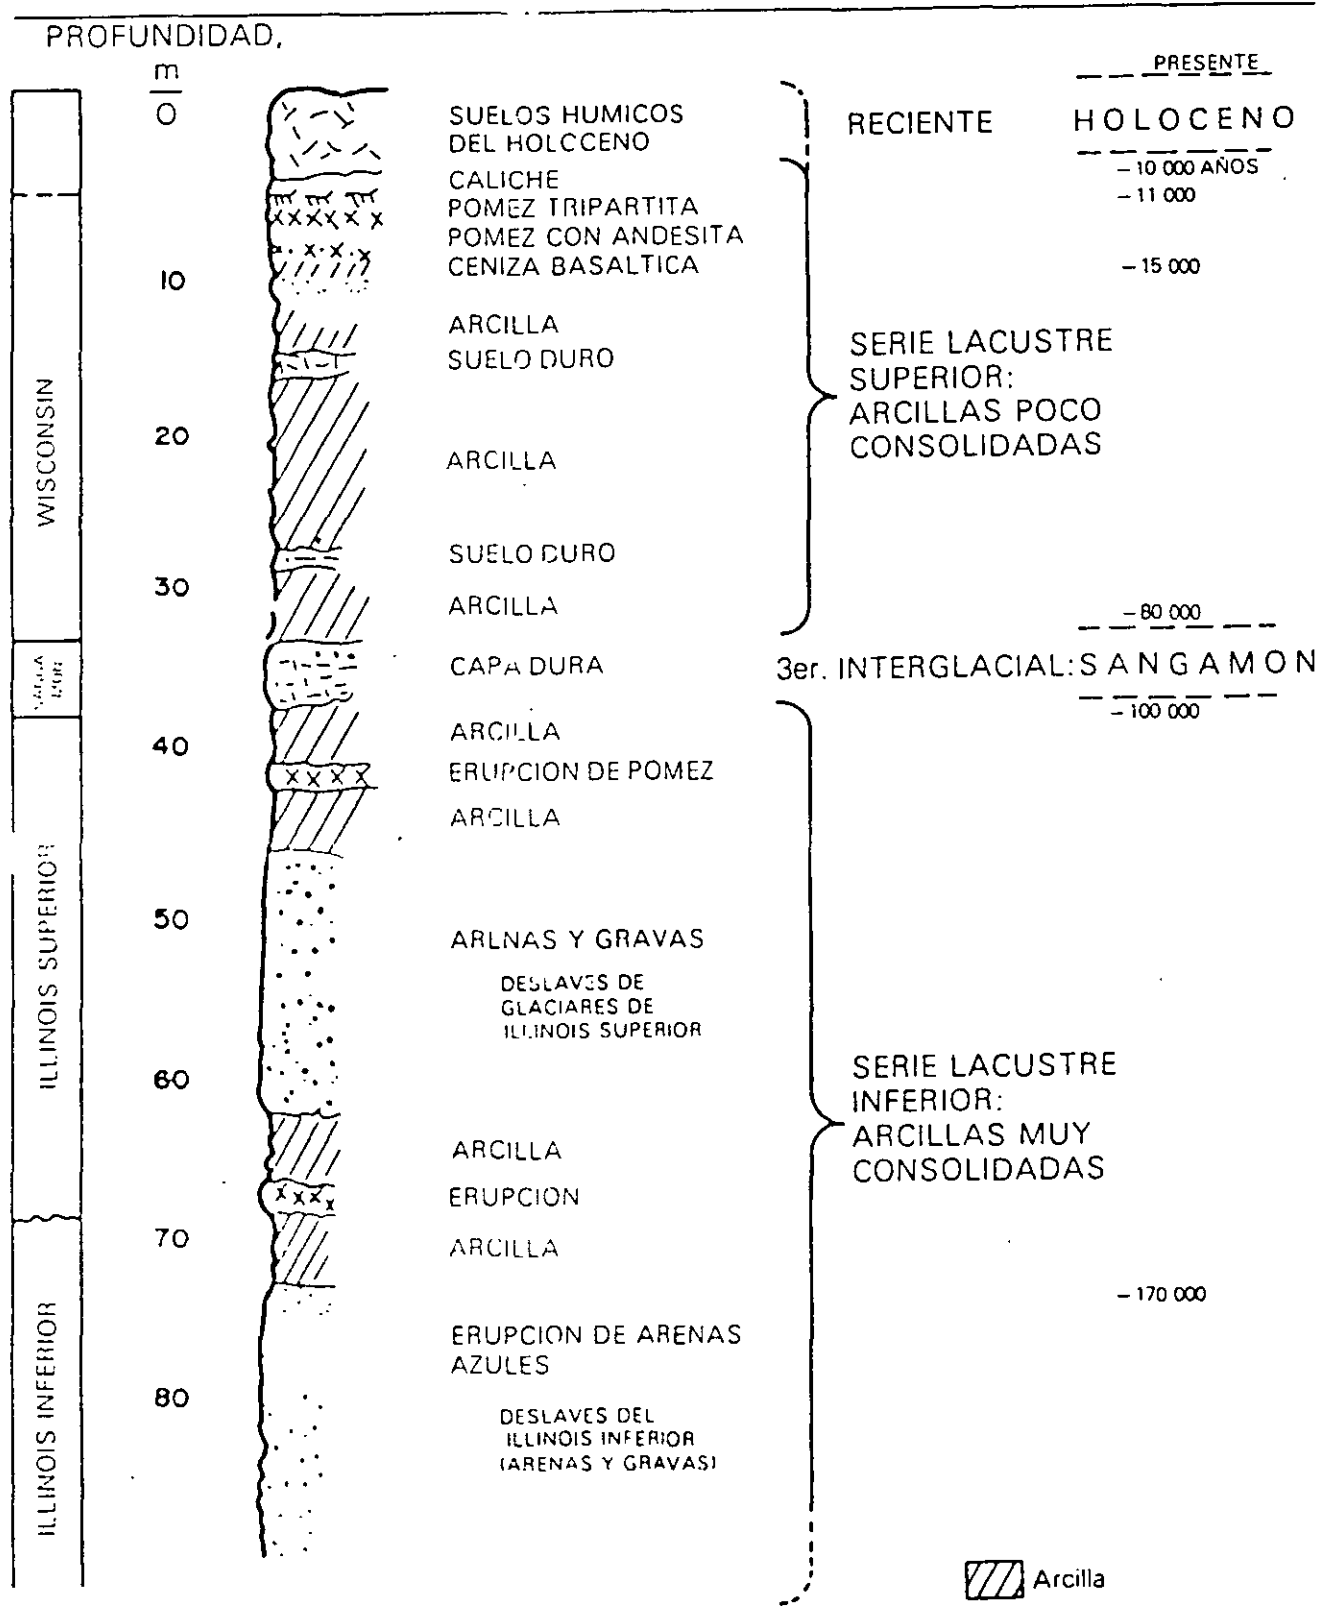 PROFUNDIDAD,
m
0
10
20
30
40
50
60
70
80
WISCONSIN
ILLINOIS SUPERIOR
ILLINOIS INFERIOR
SUELOS HUMICOS
DEL HOLCCENO
CALICHE
POMEZ TRIPARTITA
POMEZ CON ANDESITA
CENIZA BASALTICA
ARCILLA
SUELO DURO
ARCILLA
SUELO DURO
ARCILLA
CAPA DURA
ARCILLA
ERUPCION DE POMEZ
ARCILLA
ARENAS Y GRAVAS
DESLAVES DE
GLACIARES DE
ILLINOIS SUPERIOR
ARCILLA
ERUPCION
ARCILLA
ERUPCION DE ARENAS
AZULES
DESLAVES DEL
ILLINOIS INFERIOR
(ARENAS Y GRAVAS)
RECIENTE
SERIE LACUSTRE
SUPERIOR:
ARCILLAS POCO
CONSOLIDADAS
3er. INTERGLACIAL: SANGAMON
SERIE LACUSTRE
INFERIOR:
ARCILLAS MUY
CONSOLIDADAS
PRESENTE
HOLOCENO
– 10 000 AÑOS
– 11 000
– 15 000
– 80 000
– 100 000
– 170 000
Arcilla